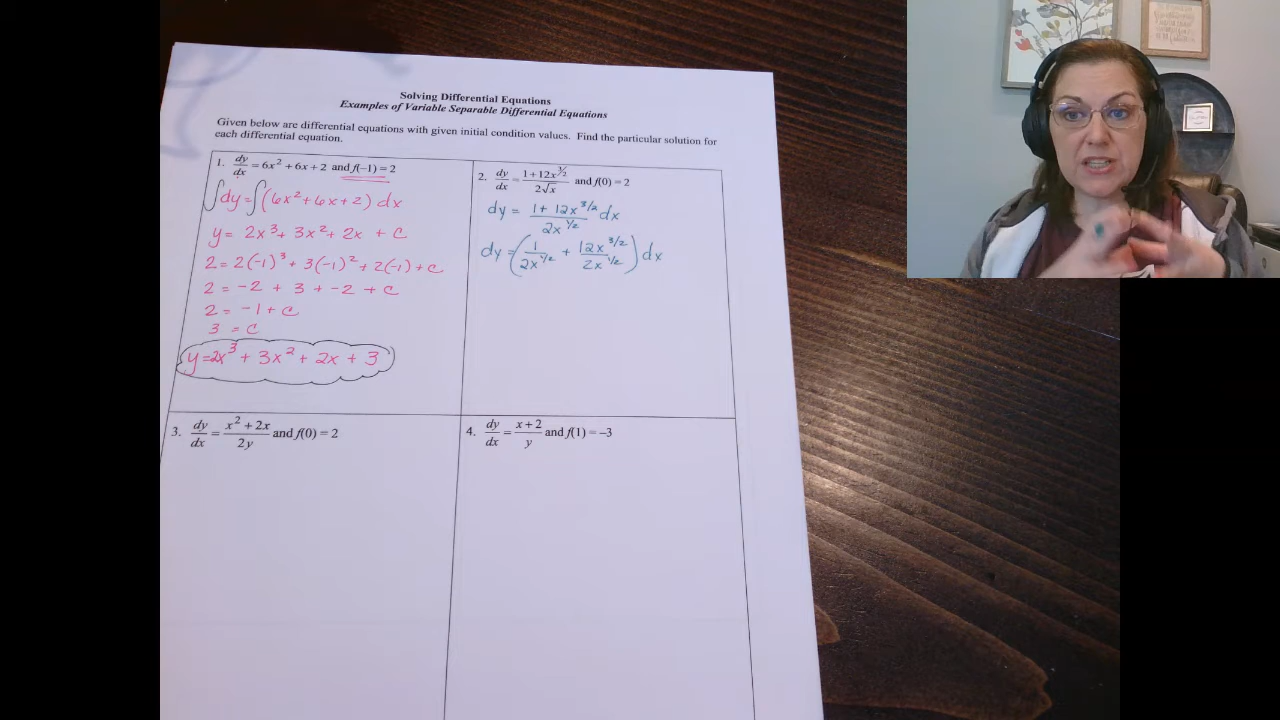 Solving Differential Equations
Examples of Variable Separable Differential Equations
Given below are differential equations with given initial condition values. Find the particular solution for
each differential equation.
1. dy/dx = 6x² + 6x + 2 and f(−1) = 2
∫dy = ∫(6x² + 6x + 2) dx
y = 2x³ + 3x² + 2x + C
2 = 2(-1)³ + 3(-1)² + 2(-1) + C
2 = -2 + 3 + -2 + C
2 = -1 + C
3 = C
y = 2x³ + 3x² + 2x + 3
2. dy/dx = (1+12x^(3/2))/(2√x) and f(0) = 2
dy = (1 + 12x^(3/2))/(2x^(1/2)) dx
dy = (1/(2x^(1/2)) + 12x^(3/2)/(2x^(1/2))) dx
3. dy/dx = (x² + 2x)/(2y) and f(0) = 2
4. dy/dx = (x + 2)/y and f(1) = −3